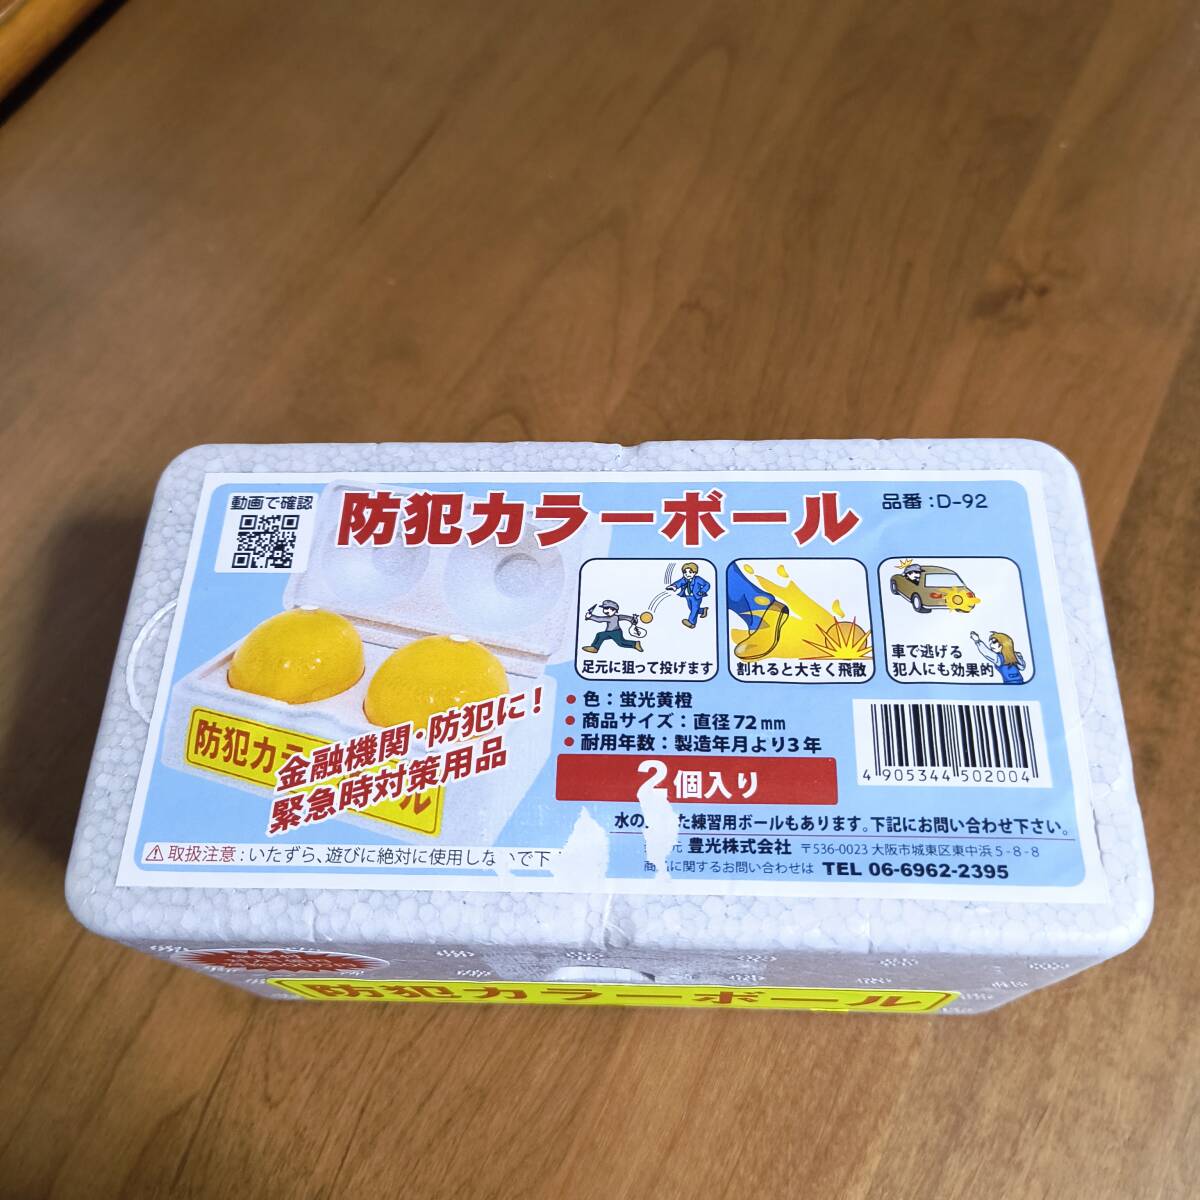 動画で確認
防犯カラーボール
品番:D-92
足元に狙って投げます
割れると大きく飛散
車で逃げる
犯人にも効果的
防犯カ
ル
金融機関・防犯に!
緊急時対策用品
• 色:蛍光黄橙
• 商品サイズ:直径72mm
• 耐用年数:製造年月より3年
2個入り
4 905344 502004
水の た練習用ボールもあります。下記にお問い合わせ下さい。
元 豊光株式会社 〒536-0023 大阪市城東区東中浜5-8-8
商品に関するお問い合わせは TEL 06-6962-2395
⚠取扱注意:いたずら、遊びに絶対に使用しないで下
防犯カラーボール